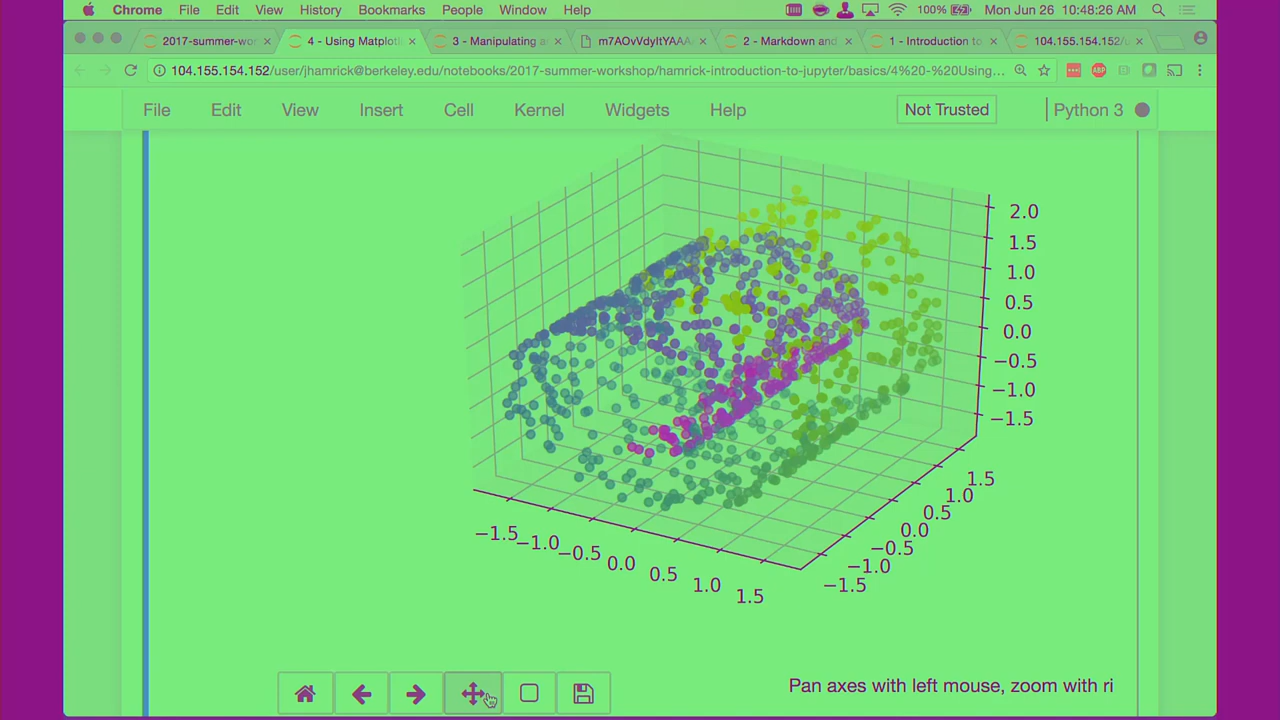 Chrome File Edit View History Bookmarks People Window Help 100% Mon Jun 26 10:48:26 AM
2017-summer-wor 4 - Using Matplotl 3 - Manipulating a m7AOvVdyltYAAA 2 - Markdown and 1 - Introduction to 104.155.154.152/u
104.155.154.152/user/jhamrick@berkeley.edu/notebooks/2017-summer-workshop/hamrick-introduction-to-jupyter/basics/4%20-%20Using... ABP
File Edit View Insert Cell Kernel Widgets Help Not Trusted Python 3
2.0
1.5
1.0
0.5
0.0
−0.5
−1.0
−1.5
−1.5 −1.0 −0.5 0.0 0.5 1.0 1.5
−1.5 −1.0 −0.5 0.0 0.5 1.0 1.5
Pan axes with left mouse, zoom with ri